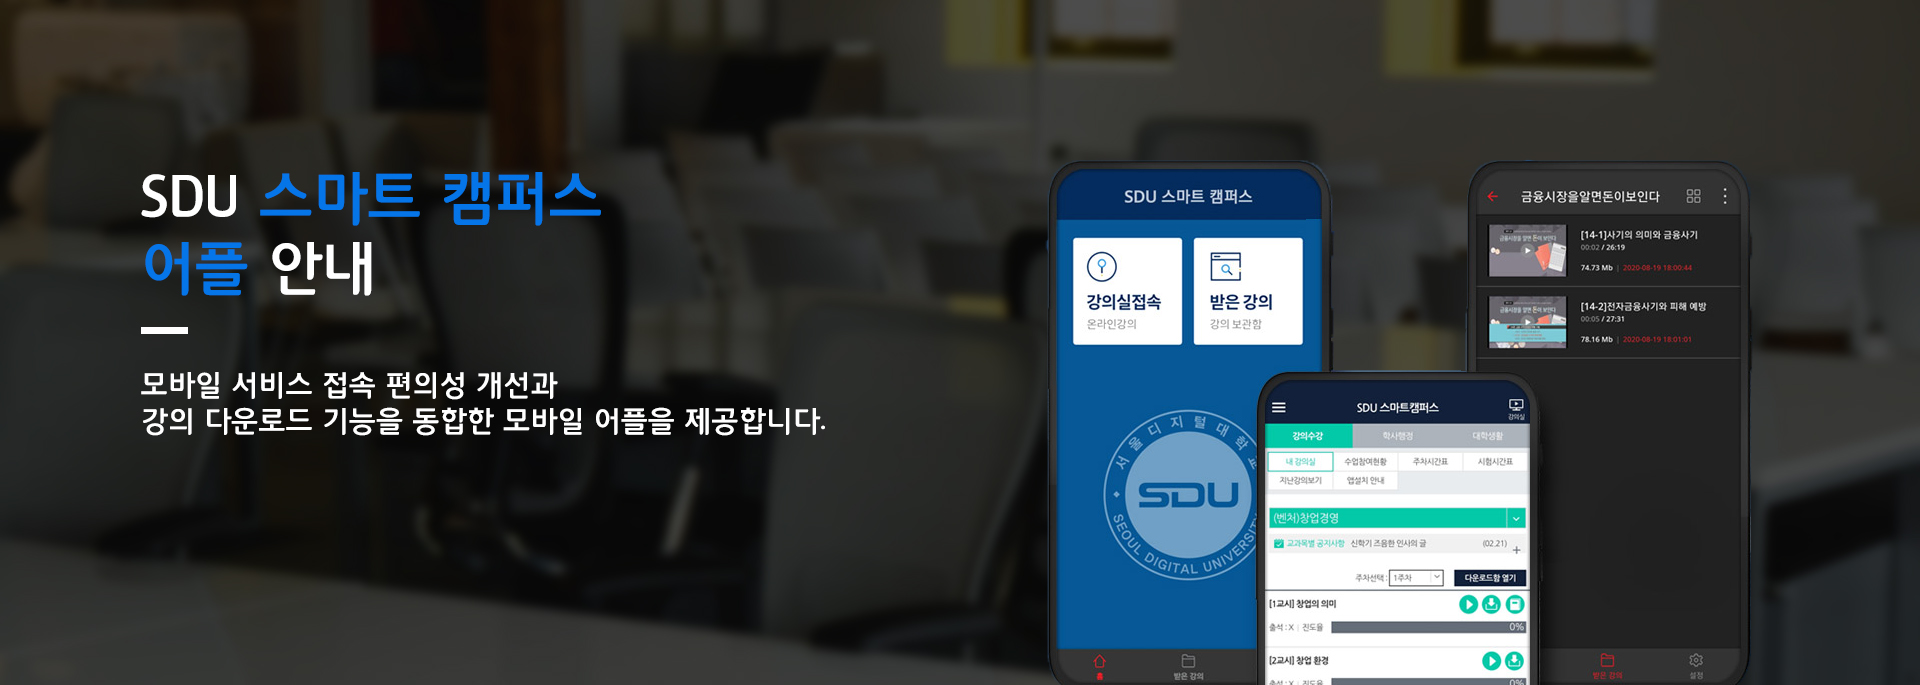 SDU 스마트 캠퍼스
어플 안내
모바일 서비스 접속 편의성 개선과
강의 다운로드 기능을 통합한 모바일 어플을 제공합니다.
SDU 스마트 캠퍼스
강의실접속
온라인강의
받은 강의
강의 보관함
서울디지털대학교
SDU
SEOUL DIGITAL UNIVERSITY
홈
받은 강의
SDU 스마트캠퍼스
강의실
강의수강 학사행정 대학생활
내 강의실 수업참여현황 주차시간표 시험시간표
지난강의보기 앱설치 안내
(벤처)창업경영
교과목별 공지사항 신학기 즈음한 인사의 글 (02.21)
주차선택 : 1주차 다운로드함 열기
[1교시] 창업의 의미
출석 : X | 진도율 0%
[2교시] 창업 환경
출석 : X | 진도율 0%
금융시장을알면돈이보인다
[14-1]사기의 의미와 금융사기
00:02 / 26:19
74.73 Mb | 2020-08-19 18:00:44
[14-2]전자금융사기와 피해 예방
00:05 / 27:31
78.16 Mb | 2020-08-19 18:01:01
받은 강의
설정